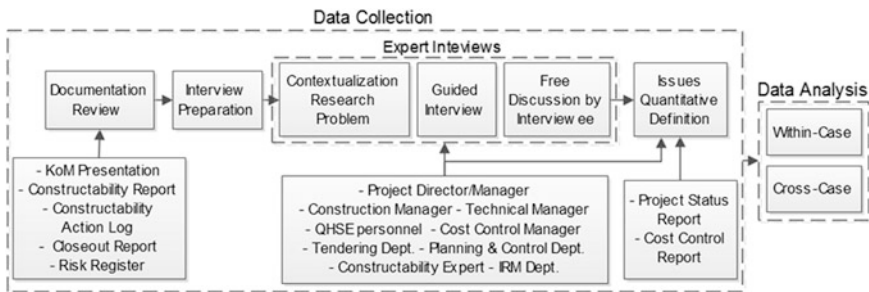 Data Collection
Expert Inteviews
Documentation
Review
Interview
Preparation
Contextualization
Research
Problem
Guided
Interview
Free
Discussion by
Interviewee
Issues
Quantitative
Definition
Data Analysis
Within-Case
Cross-Case
- KoM Presentation
- Constructability Report
- Constructability
Action Log
- Closeout Report
- Risk Register
- Project Director/Manager
- Construction Manager - Technical Manager
- QHSE personnel - Cost Control Manager
- Tendering Dept. - Planning & Control Dept.
- Constructability Expert - IRM Dept.
- Project Status
Report
- Cost Control
Report